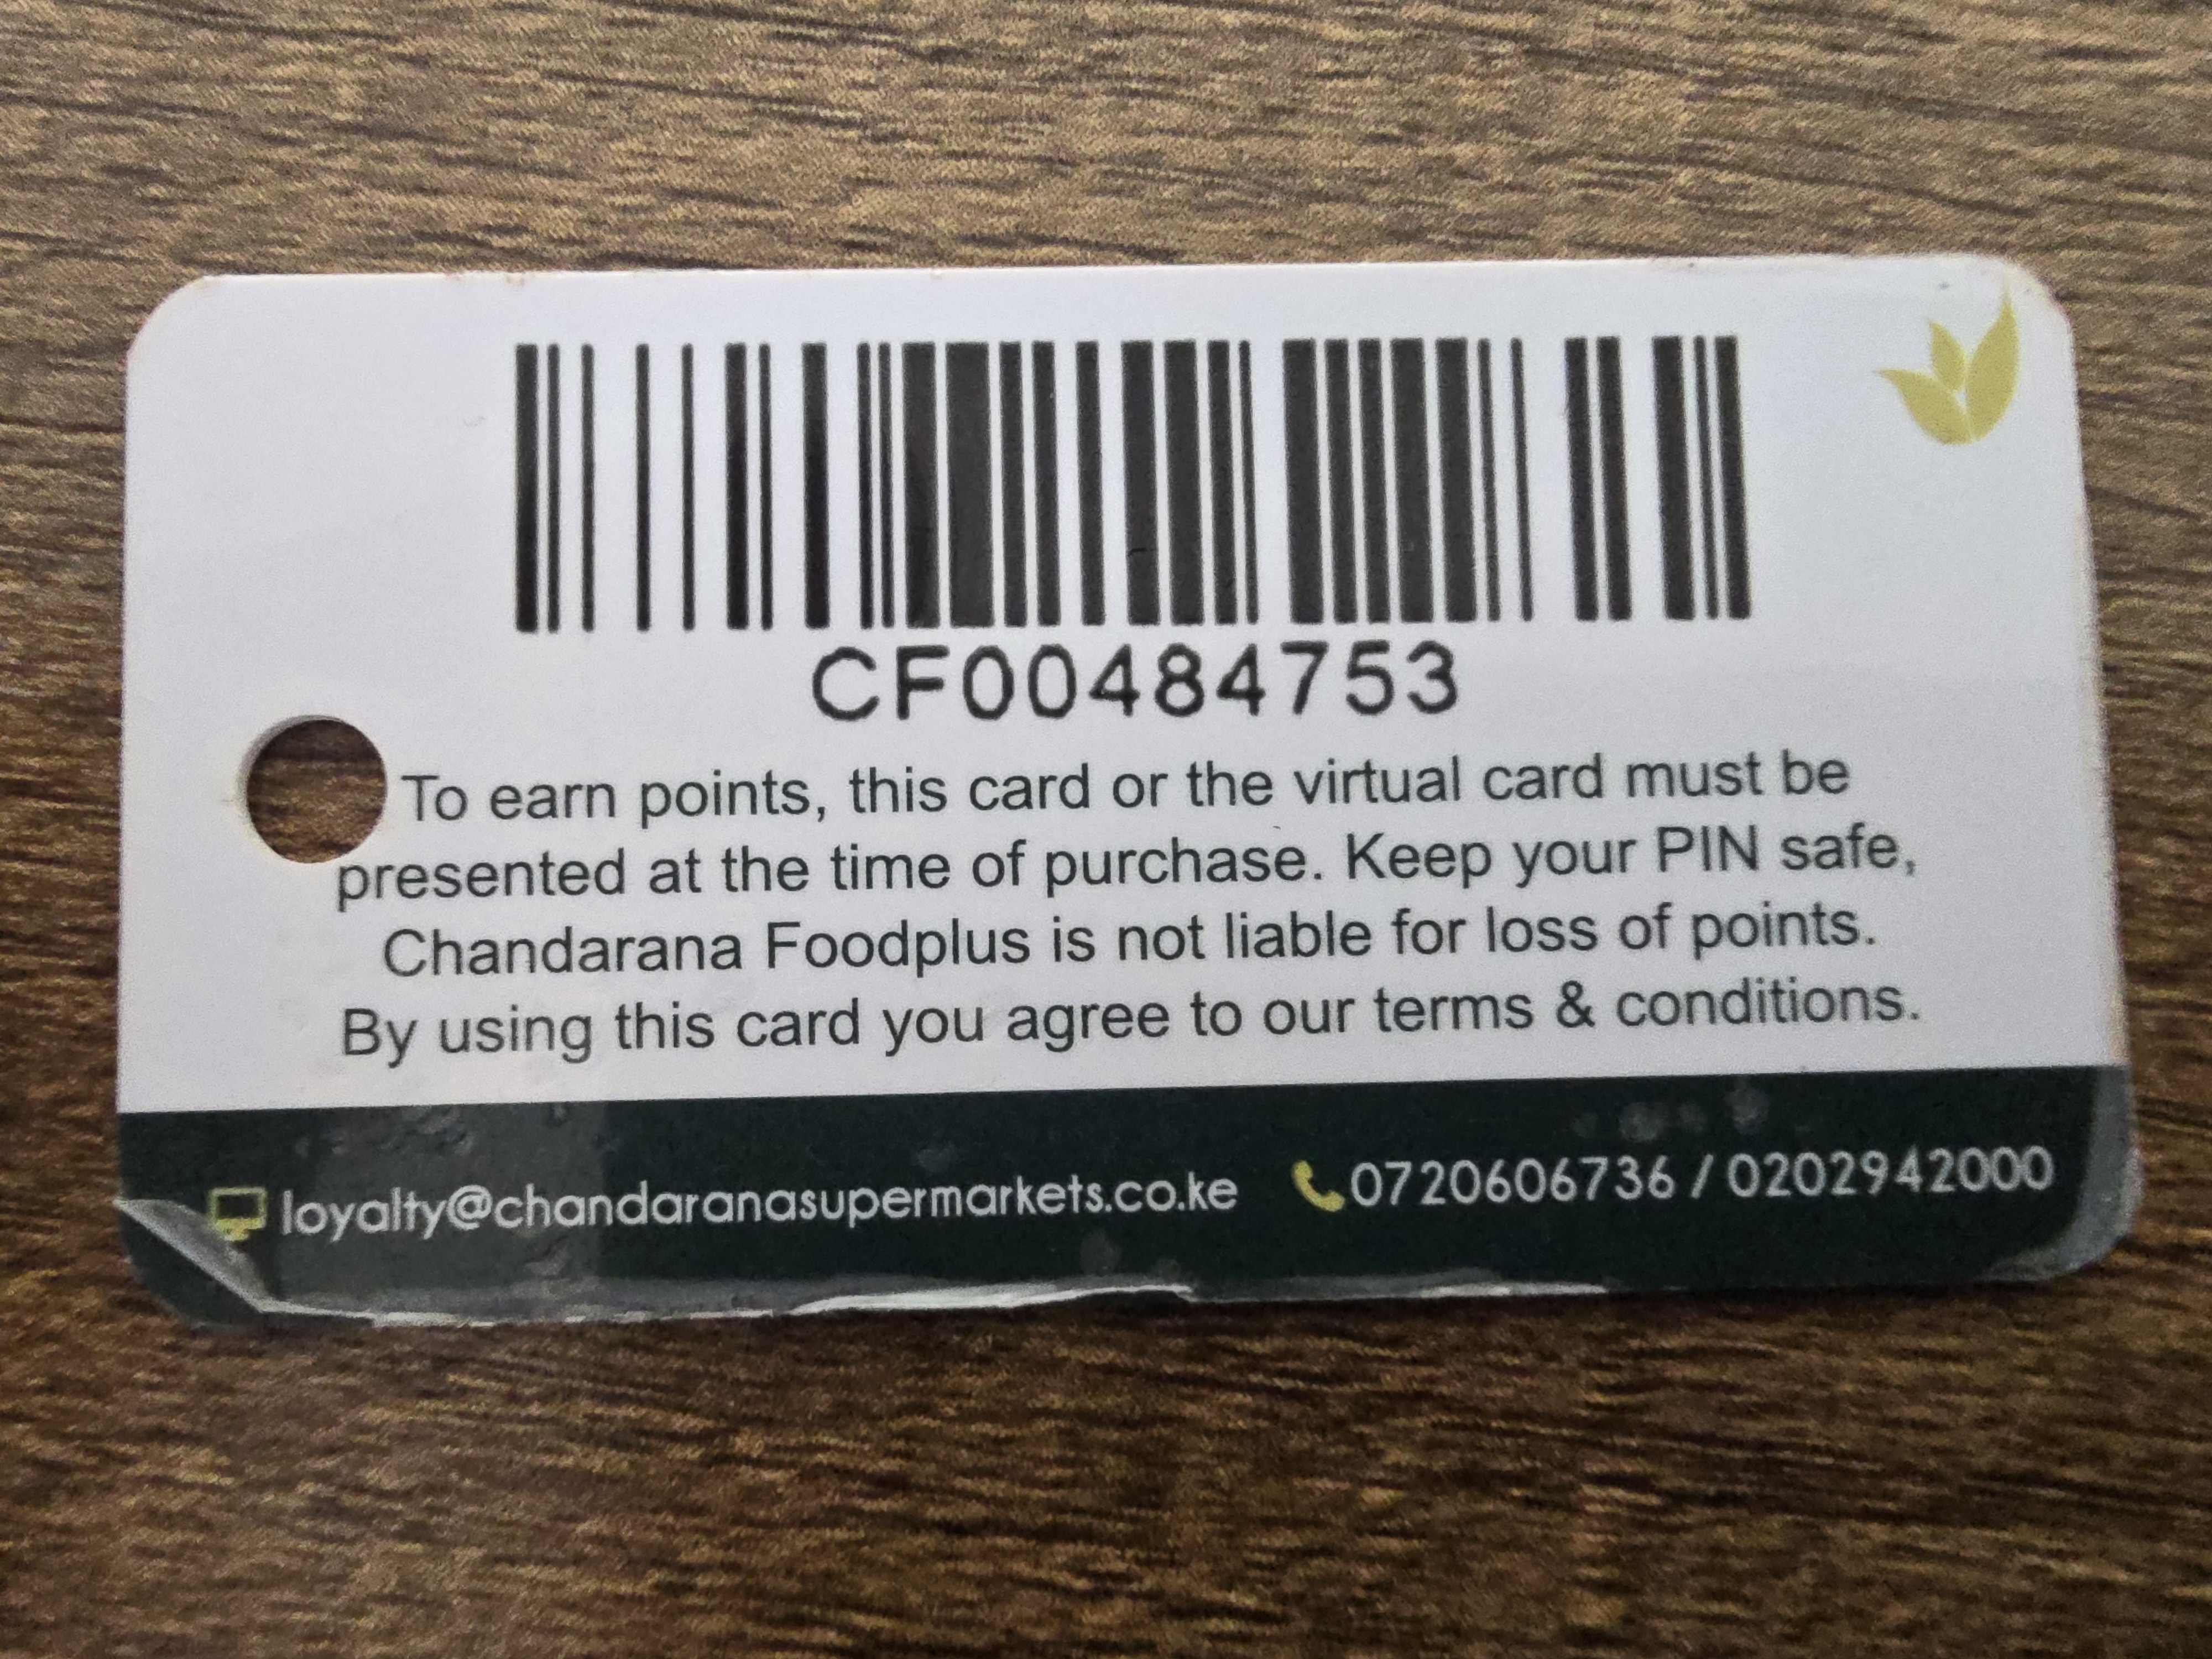 CF00484753
To earn points, this card or the virtual card must be
presented at the time of purchase. Keep your PIN safe,
Chandarana Foodplus is not liable for loss of points.
By using this card you agree to our terms & conditions.
loyalty@chandaranasupermarkets.co.ke 0720606736 / 0202942000